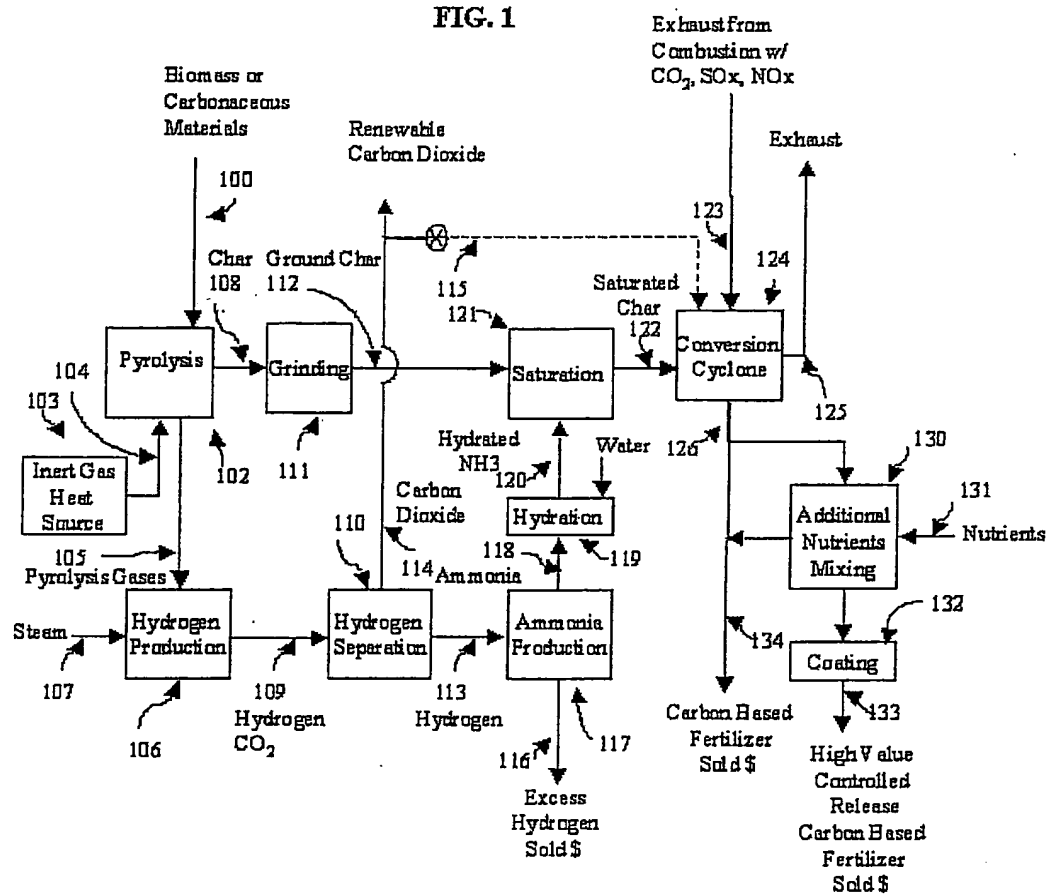 FIG. 1
Exhaust from
Combustion w/
CO₂, SOx, NOx
Biomass or
Carbonaceous
Materials
Renewable
Carbon Dioxide
Exhaust
100
123
124
Char
108
Ground Char
112
115
121
Saturated
Char
122
Pyrolysis
Grinding
Saturation
Conversion
Cyclone
104
103
102
111
125
126
Inert Gas
Heat
Source
Hydrated
NH3
120
Water
130
Carbon
Dioxide
110
114
Hydration
119
118
Ammonia
Additional
Nutrients
Mixing
131
Nutrients
105
Pyrolysis Gases
Steam
107
Hydrogen
Production
Hydrogen
Separation
Ammonia
Production
132
134
Coating
133
106
109
Hydrogen
CO₂
113
Hydrogen
116
117
Carbon Based
Fertilizer
Sold $
Excess
Hydrogen
Sold $
High Value
Controlled
Release
Carbon Based
Fertilizer
Sold $